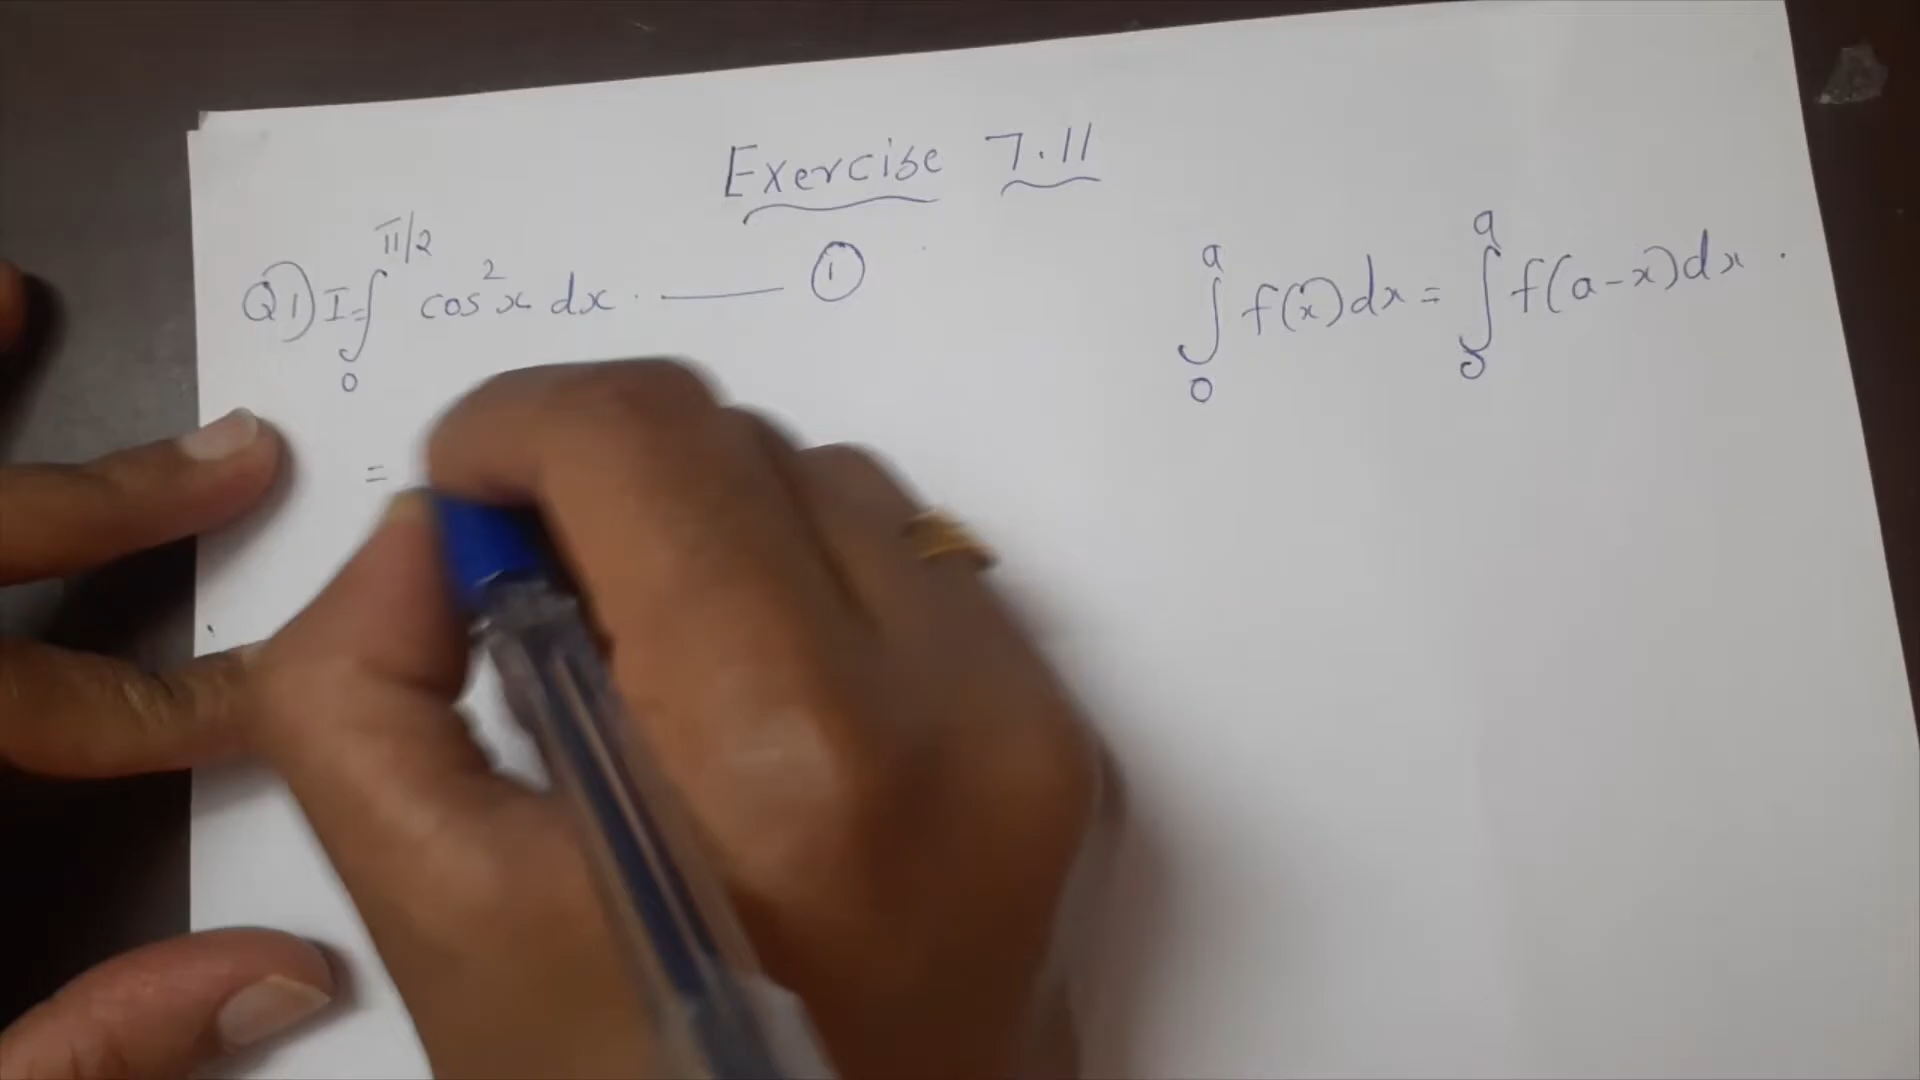 Exercise 7.11
Q1) I = ∫₀^{π/2} cos²x dx. —— ①
∫₀^a f(x)dx = ∫₀^a f(a-x)dx.
=